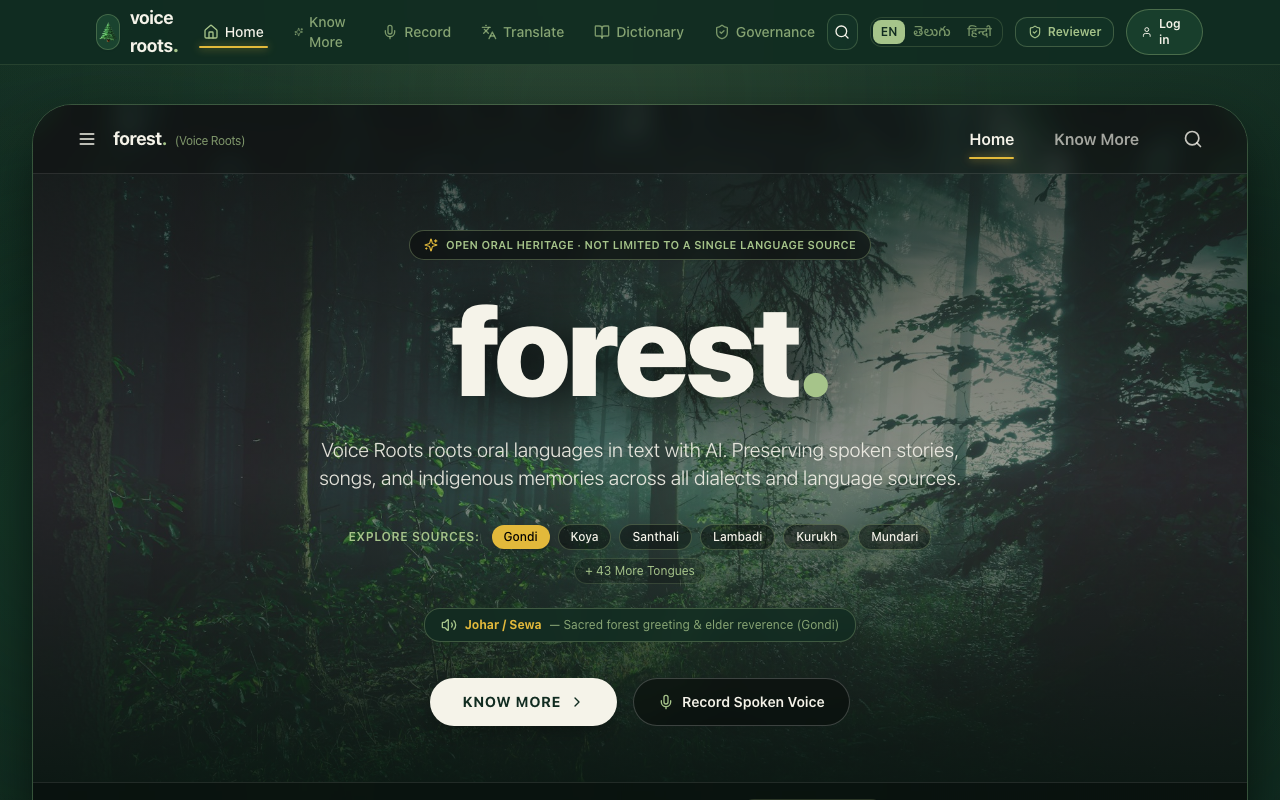 voice roots.
Home
Know More
Record
Translate
Dictionary
Governance
EN
తెలుగు
हिन्दी
Reviewer
Log in
forest. (Voice Roots)
Home
Know More
OPEN ORAL HERITAGE · NOT LIMITED TO A SINGLE LANGUAGE SOURCE
forest.
Voice Roots roots oral languages in text with AI. Preserving spoken stories,
songs, and indigenous memories across all dialects and language sources.
EXPLORE SOURCES:
Gondi
Koya
Santhali
Lambadi
Kurukh
Mundari
+ 43 More Tongues
Johar / Sewa — Sacred forest greeting & elder reverence (Gondi)
KNOW MORE
Record Spoken Voice